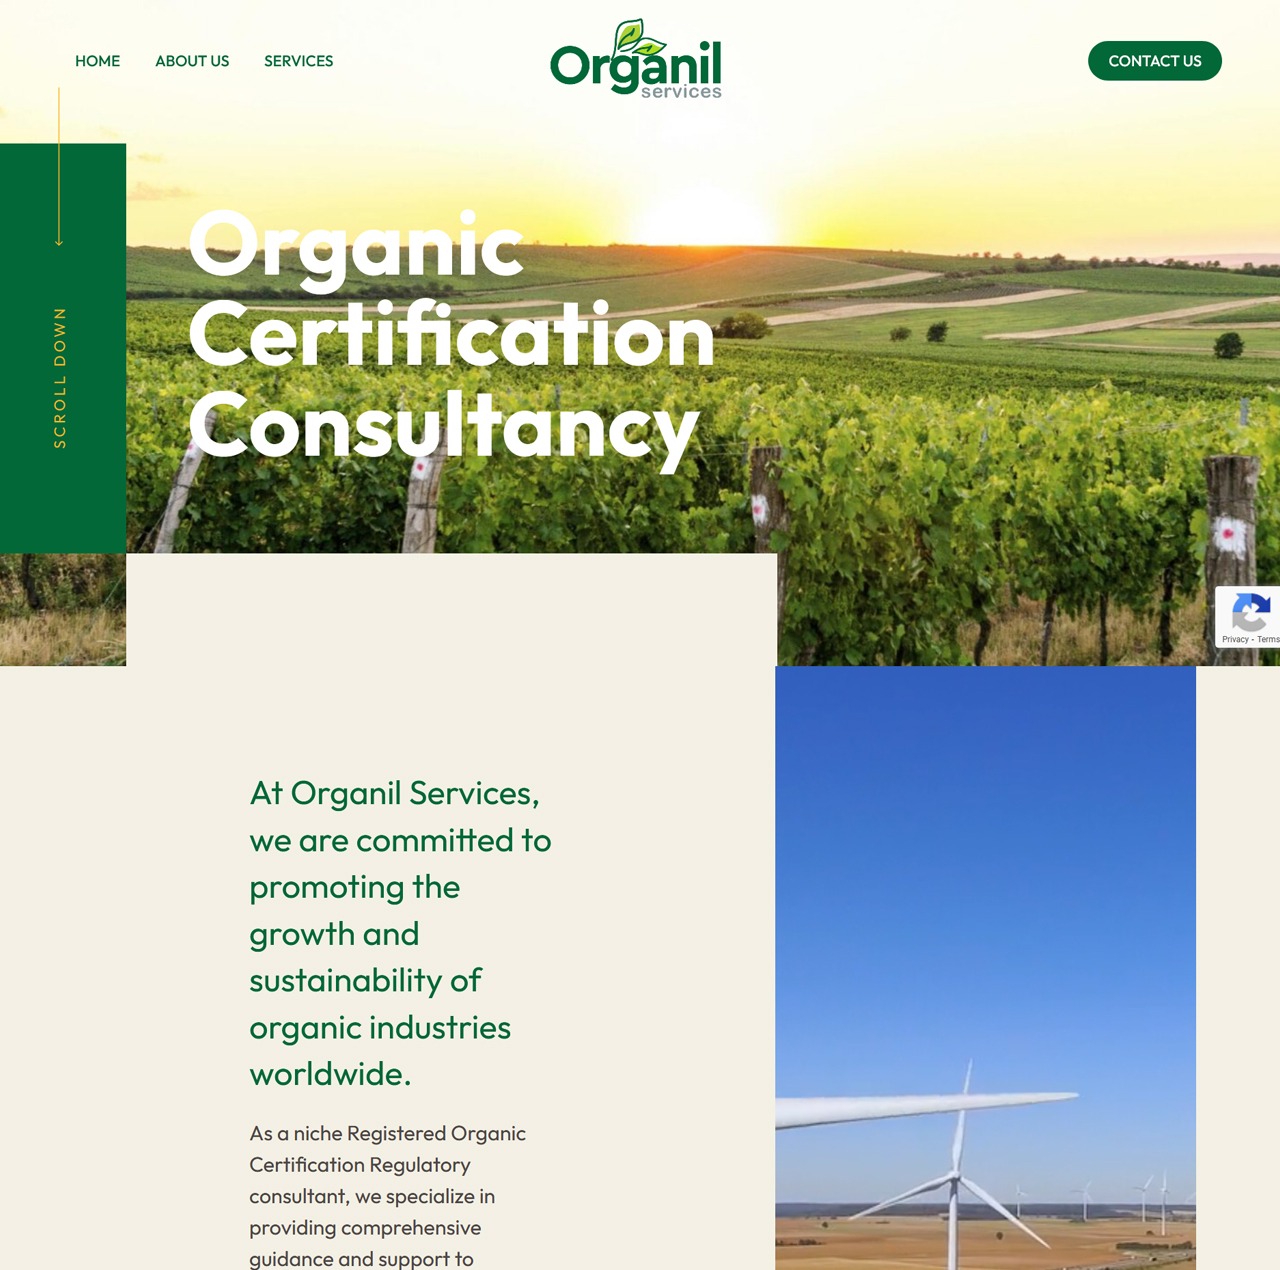 HOME
ABOUT US
SERVICES
Organil
services
CONTACT US
SCROLL DOWN
Organic
Certification
Consultancy
Privacy - Terms
At Organil Services,
we are committed to
promoting the
growth and
sustainability of
organic industries
worldwide.
As a niche Registered Organic
Certification Regulatory
consultant, we specialize in
providing comprehensive
guidance and support to